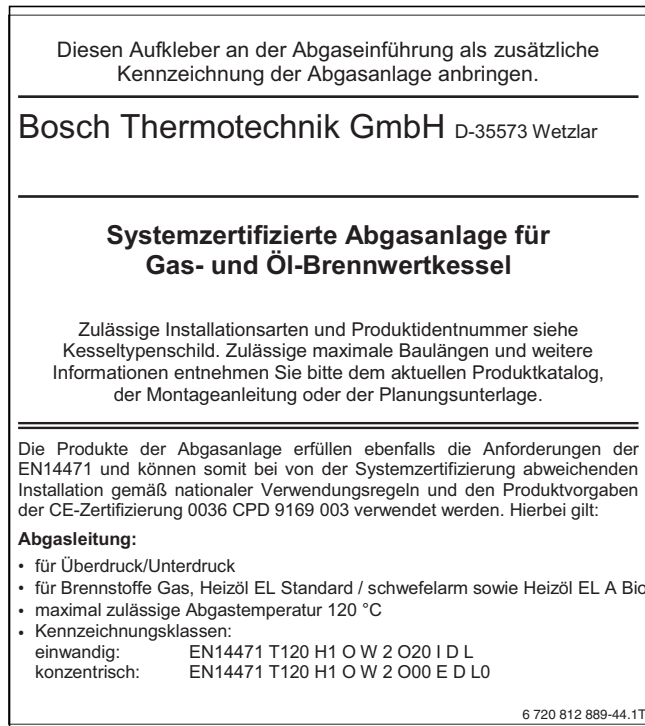 Diesen Aufkleber an der Abgaseinführung als zusätzliche
Kennzeichnung der Abgasanlage anbringen.
Bosch Thermotechnik GmbH D-35573 Wetzlar
Systemzertifizierte Abgasanlage für
Gas- und Öl-Brennwertkessel
Zulässige Installationsarten und Produktidentnummer siehe
Kesseltypenschild. Zulässige maximale Baulängen und weitere
Informationen entnehmen Sie bitte dem aktuellen Produktkatalog,
der Montageanleitung oder der Planungsunterlage.
Die Produkte der Abgasanlage erfüllen ebenfalls die Anforderungen der
EN14471 und können somit bei von der Systemzertifizierung abweichenden
Installation gemäß nationaler Verwendungsregeln und den Produktvorgaben
der CE-Zertifizierung 0036 CPD 9169 003 verwendet werden. Hierbei gilt:
Abgasleitung:
• für Überdruck/Unterdruck
• für Brennstoffe Gas, Heizöl EL Standard / schwefelarm sowie Heizöl EL A Bio
• maximal zulässige Abgastemperatur 120 °C
• Kennzeichnungsklassen:
einwandig: EN14471 T120 H1 O W 2 O20 I D L
konzentrisch: EN14471 T120 H1 O W 2 O00 E D L0
6 720 812 889-44.1T